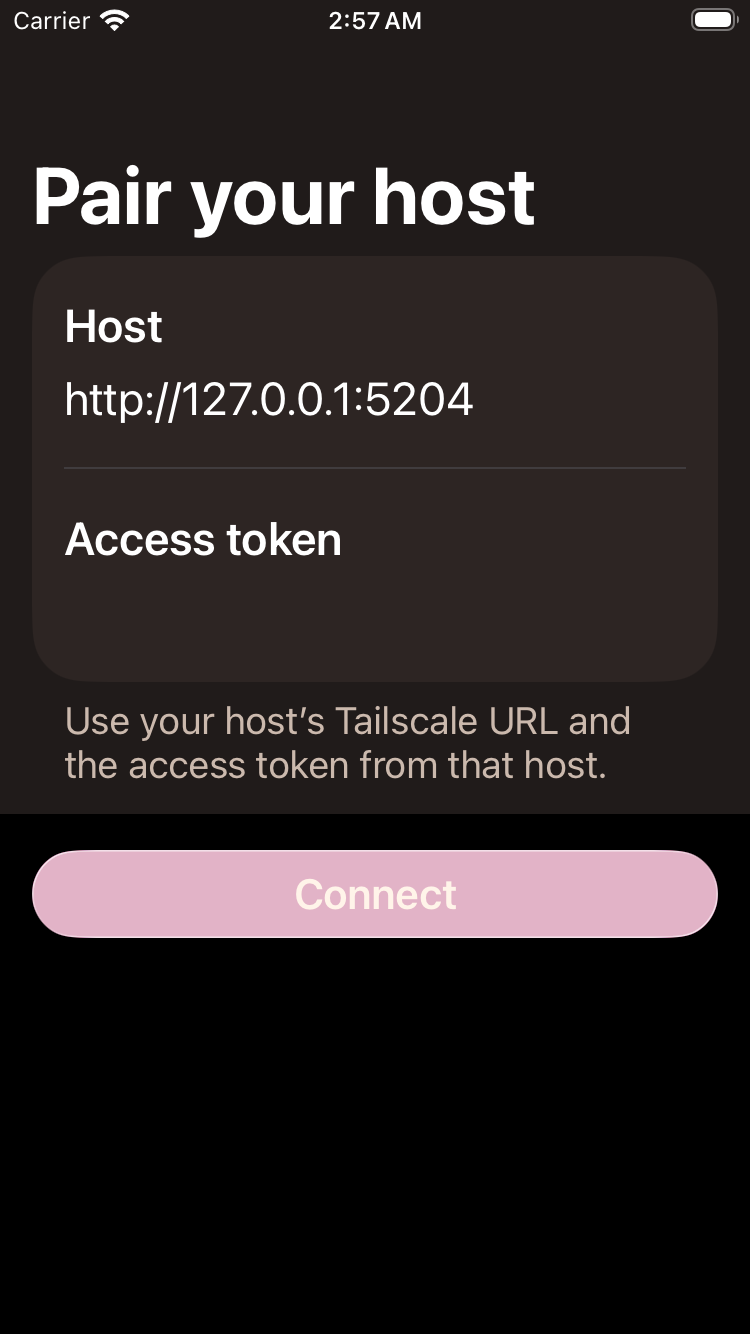 Carrier 2:57 AM
Pair your host
Host
http://127.0.0.1:5204
Access token
Use your host’s Tailscale URL and
the access token from that host.
Connect